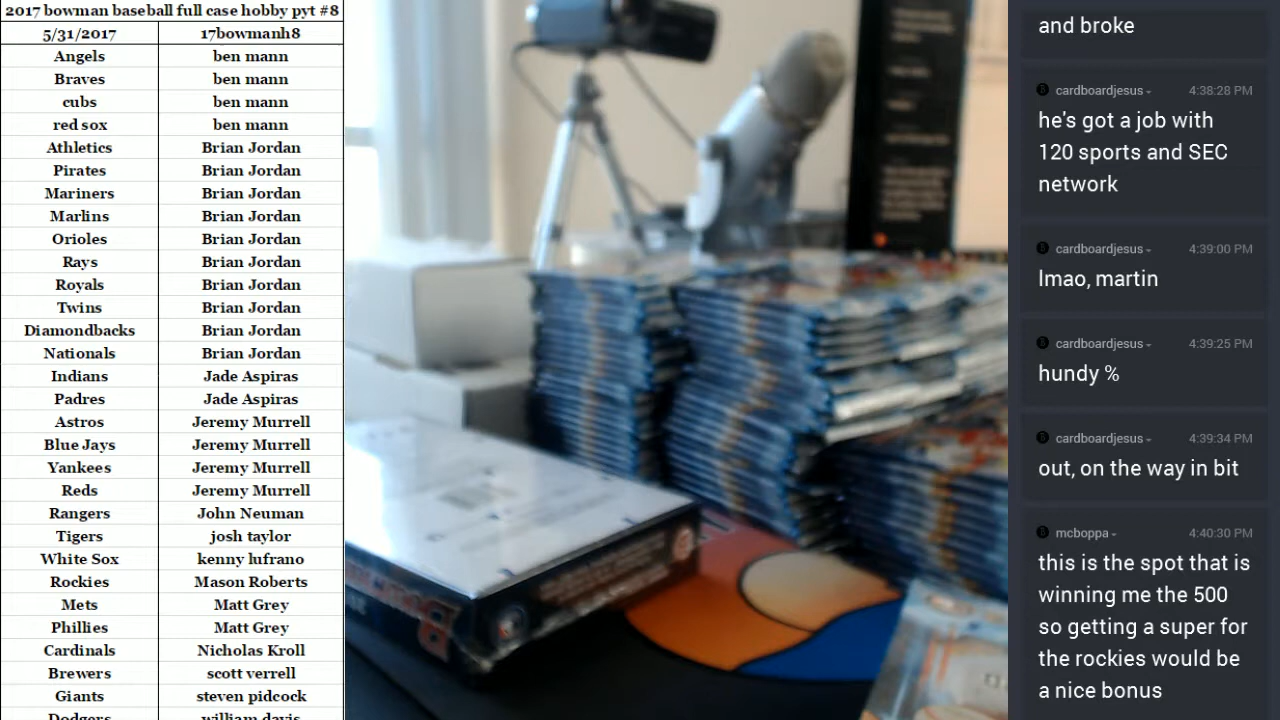 2017 bowman baseball full case hobby pyt #8
5/31/2017 17bowmanh8
Angels ben mann
Braves ben mann
cubs ben mann
red sox ben mann
Athletics Brian Jordan
Pirates Brian Jordan
Mariners Brian Jordan
Marlins Brian Jordan
Orioles Brian Jordan
Rays Brian Jordan
Royals Brian Jordan
Twins Brian Jordan
Diamondbacks Brian Jordan
Nationals Brian Jordan
Indians Jade Aspiras
Padres Jade Aspiras
Astros Jeremy Murrell
Blue Jays Jeremy Murrell
Yankees Jeremy Murrell
Reds Jeremy Murrell
Rangers John Neuman
Tigers josh taylor
White Sox kenny lufrano
Rockies Mason Roberts
Mets Matt Grey
Phillies Matt Grey
Cardinals Nicholas Kroll
Brewers scott verrell
Giants steven pidcock
Dodgers william davis
and broke
cardboardjesus 4:38:28 PM
he's got a job with
120 sports and SEC
network
cardboardjesus 4:39:00 PM
lmao, martin
cardboardjesus 4:39:25 PM
hundy %
cardboardjesus 4:39:34 PM
out, on the way in bit
mcboppa 4:40:30 PM
this is the spot that is
winning me the 500
so getting a super for
the rockies would be
a nice bonus